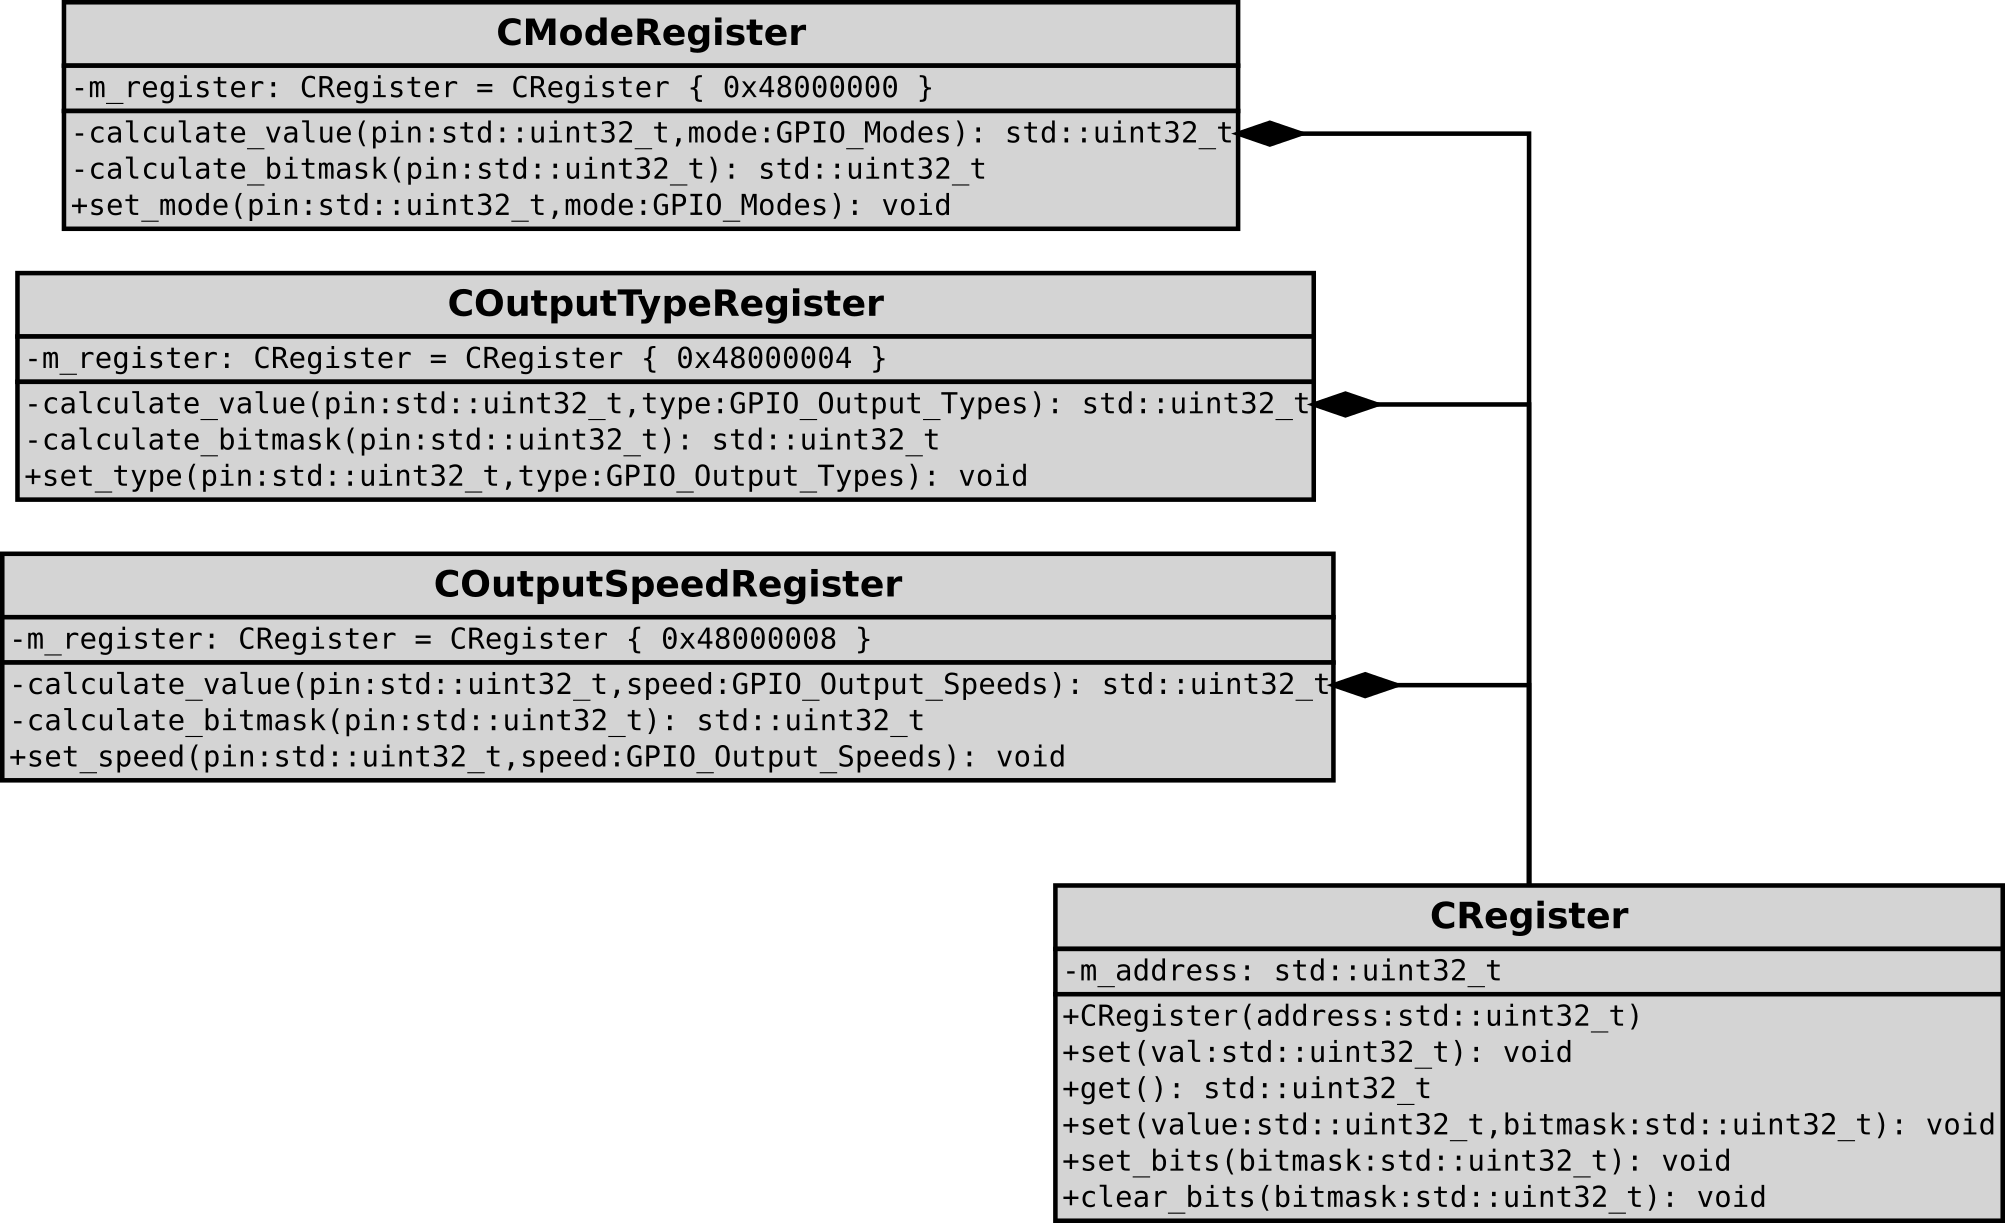 CModeRegister
-m_register: CRegister = CRegister { 0x48000000 }
-calculate_value(pin:std::uint32_t,mode:GPIO_Modes): std::uint32_t
-calculate_bitmask(pin:std::uint32_t): std::uint32_t
+set_mode(pin:std::uint32_t,mode:GPIO_Modes): void
COutputTypeRegister
-m_register: CRegister = CRegister { 0x48000004 }
-calculate_value(pin:std::uint32_t,type:GPIO_Output_Types): std::uint32_t
-calculate_bitmask(pin:std::uint32_t): std::uint32_t
+set_type(pin:std::uint32_t,type:GPIO_Output_Types): void
COutputSpeedRegister
-m_register: CRegister = CRegister { 0x48000008 }
-calculate_value(pin:std::uint32_t,speed:GPIO_Output_Speeds): std::uint32_t
-calculate_bitmask(pin:std::uint32_t): std::uint32_t
+set_speed(pin:std::uint32_t,speed:GPIO_Output_Speeds): void
CRegister
-m_address: std::uint32_t
+CRegister(address:std::uint32_t)
+set(val:std::uint32_t): void
+get(): std::uint32_t
+set(value:std::uint32_t,bitmask:std::uint32_t): void
+set_bits(bitmask:std::uint32_t): void
+clear_bits(bitmask:std::uint32_t): void